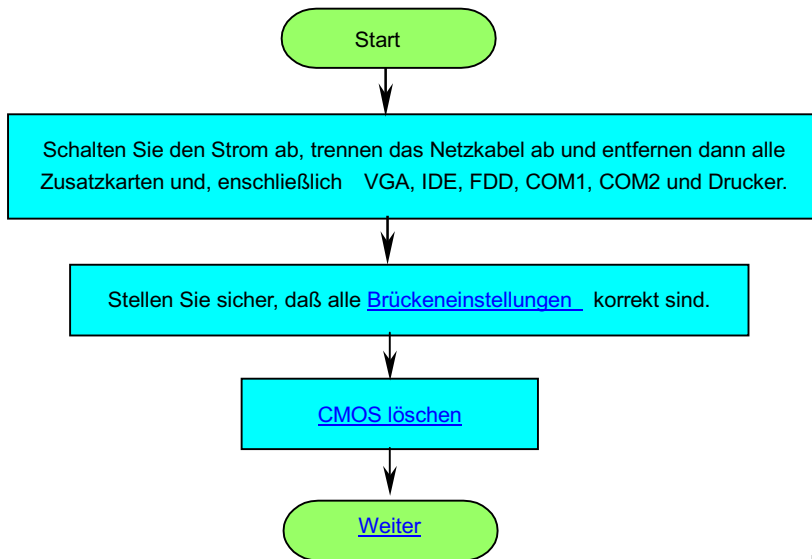 Start
Schalten Sie den Strom ab, trennen das Netzkabel ab und entfernen dann alle
Zusatzkarten und, enschließlich VGA, IDE, FDD, COM1, COM2 und Drucker.
Stellen Sie sicher, daß alle Brückeneinstellungen korrekt sind.
CMOS löschen
Weiter